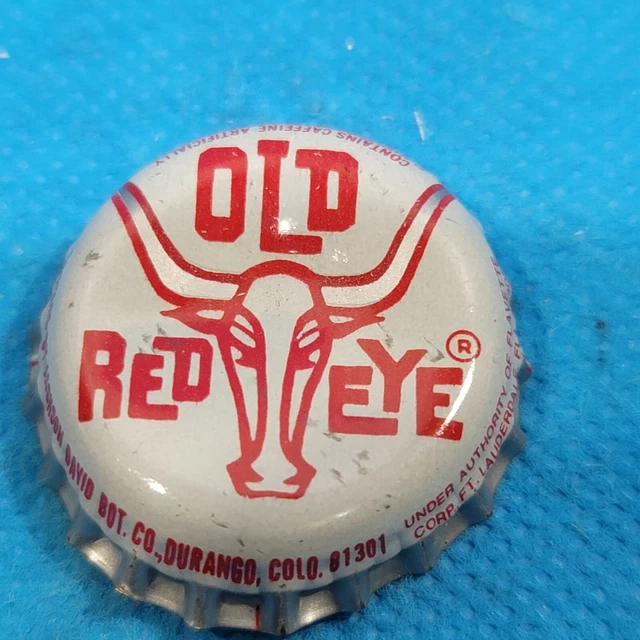 OLD
RED EYE ®
CONTAINS CAFFEINE ARTIFICIALLY
DAVID BOT. CO., DURANGO, COLO. 81301
UNDER AUTHORITY OF
CORP. FT. LAUDERDALE